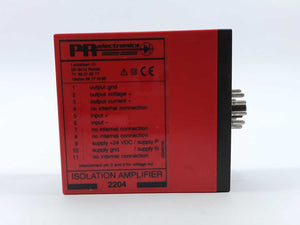 PR electronics
1 output gnd
2 output voltage +
3 output current +
4 no internal connection
5 input +
6 input -
7 no internal connection
8 no internal connection
9 supply +24 VDC / supply
10 supply gnd / supply
11 no internal connection
ISOLATION AMPLIFIER
2204